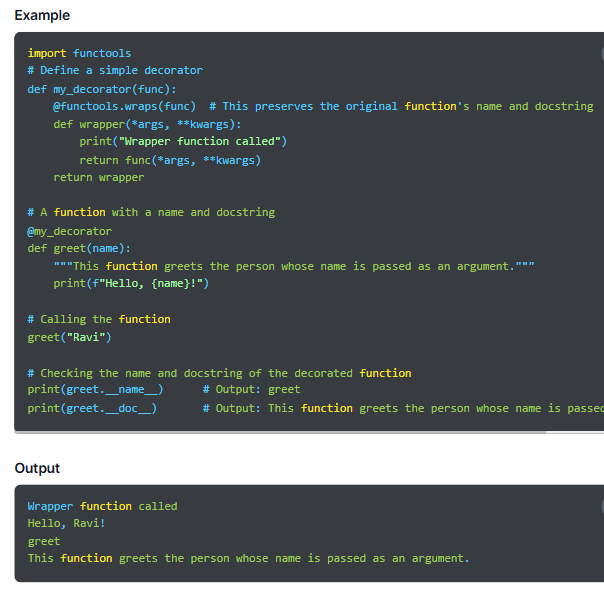 Example
import functools
# Define a simple decorator
def my_decorator(func):
    @functools.wraps(func)  # This preserves the original function's name and docstring
    def wrapper(*args, **kwargs):
        print("Wrapper function called")
        return func(*args, **kwargs)
    return wrapper
# A function with a name and docstring
@my_decorator
def greet(name):
    """This function greets the person whose name is passed as an argument."""
    print(f"Hello, {name}!")
# Calling the function
greet("Ravi")
# Checking the name and docstring of the decorated function
print(greet.__name__)      # Output: greet
print(greet.__doc__)       # Output: This function greets the person whose name is passed
Output
Wrapper function called
Hello, Ravi!
greet
This function greets the person whose name is passed as an argument.